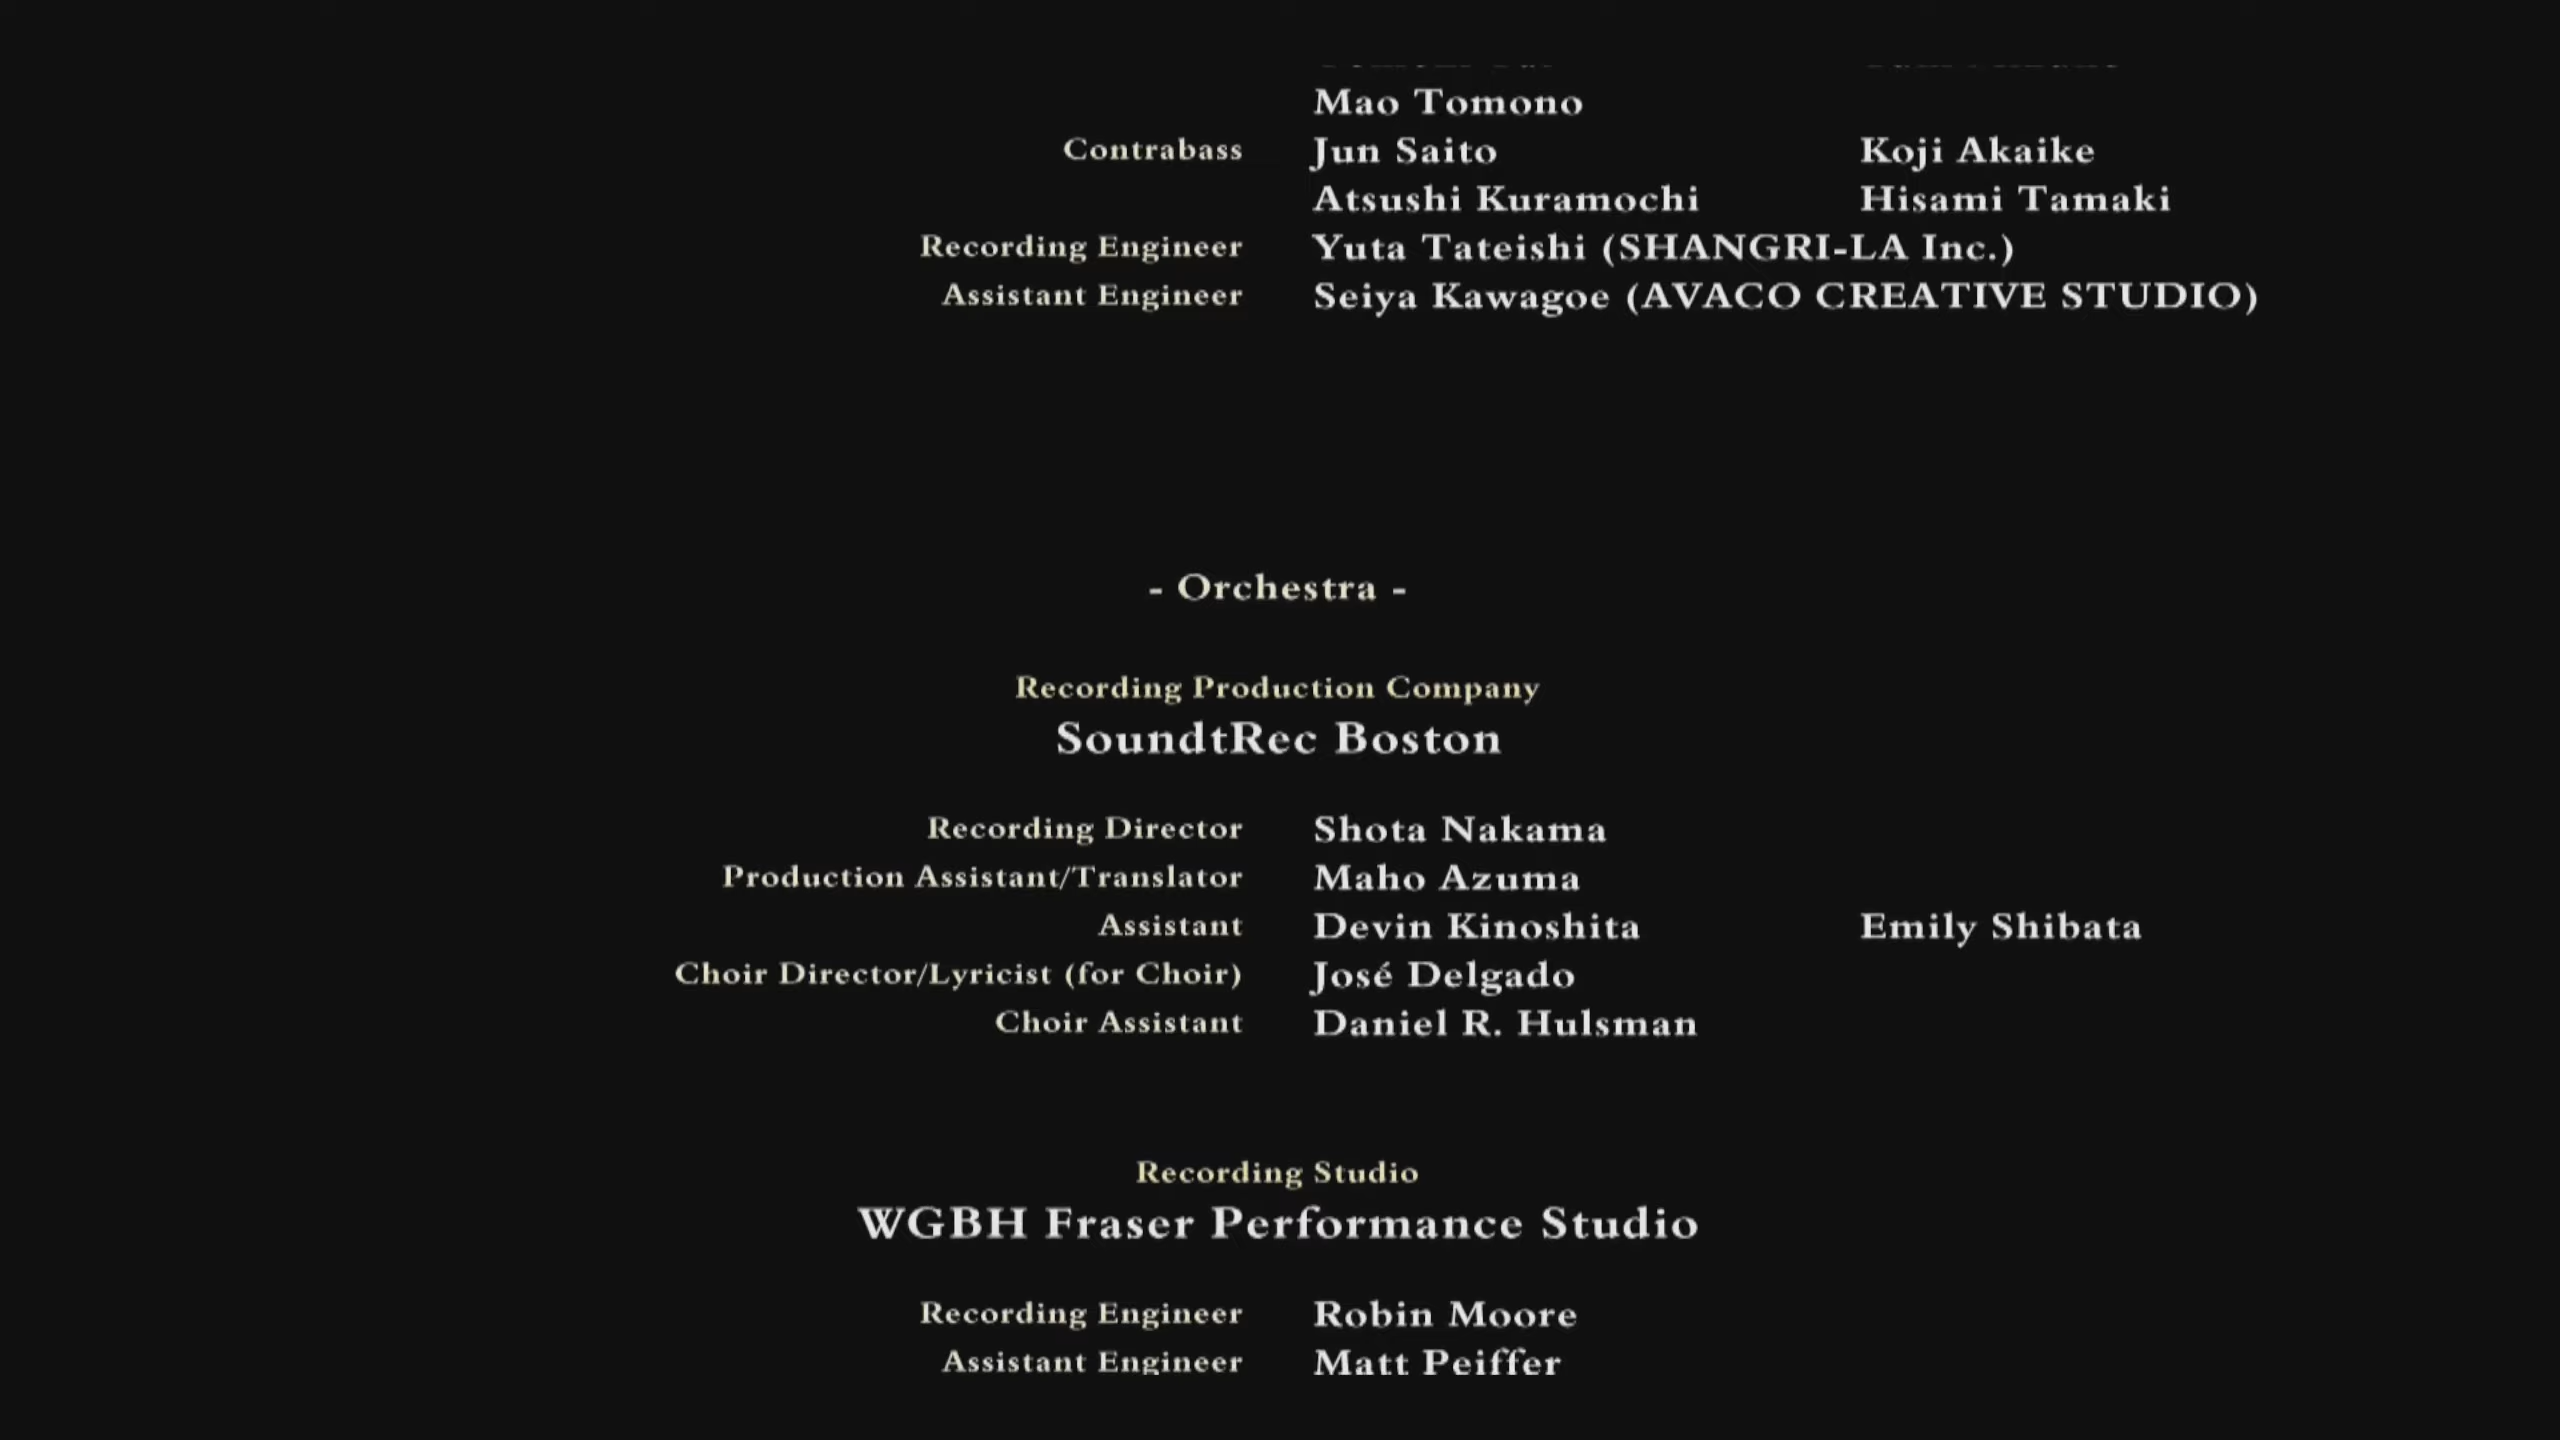 Mao Tomono
Contrabass Jun Saito Koji Akaike
Atsushi Kuramochi Hisami Tamaki
Recording Engineer Yuta Tateishi (SHANGRI-LA Inc.)
Assistant Engineer Seiya Kawagoe (AVACO CREATIVE STUDIO)
- Orchestra -
Recording Production Company
SoundtRec Boston
Recording Director Shota Nakama
Production Assistant/Translator Maho Azuma
Assistant Devin Kinoshita Emily Shibata
Choir Director/Lyricist (for Choir) José Delgado
Choir Assistant Daniel R. Hulsman
Recording Studio
WGBH Fraser Performance Studio
Recording Engineer Robin Moore
Assistant Engineer Matt Peiffer